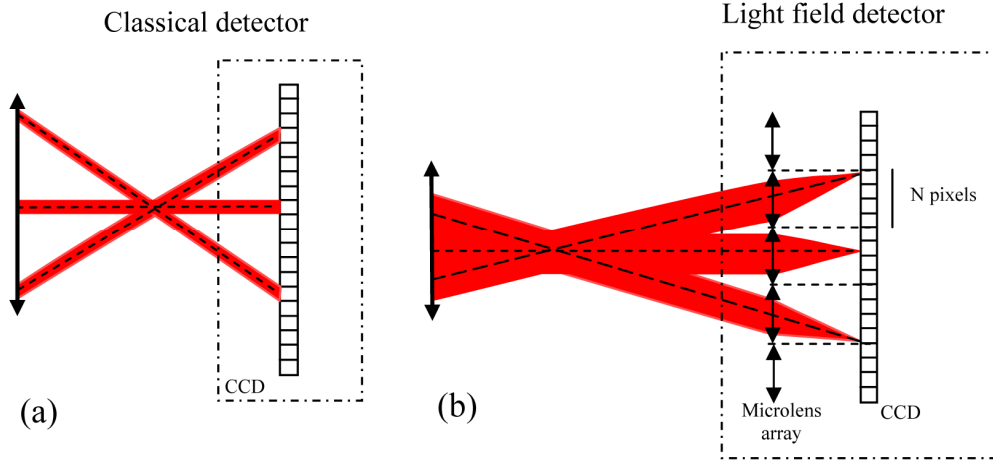 Classical detector
Light field detector
N pixels
CCD
(a)
(b)
Microlens
array
CCD